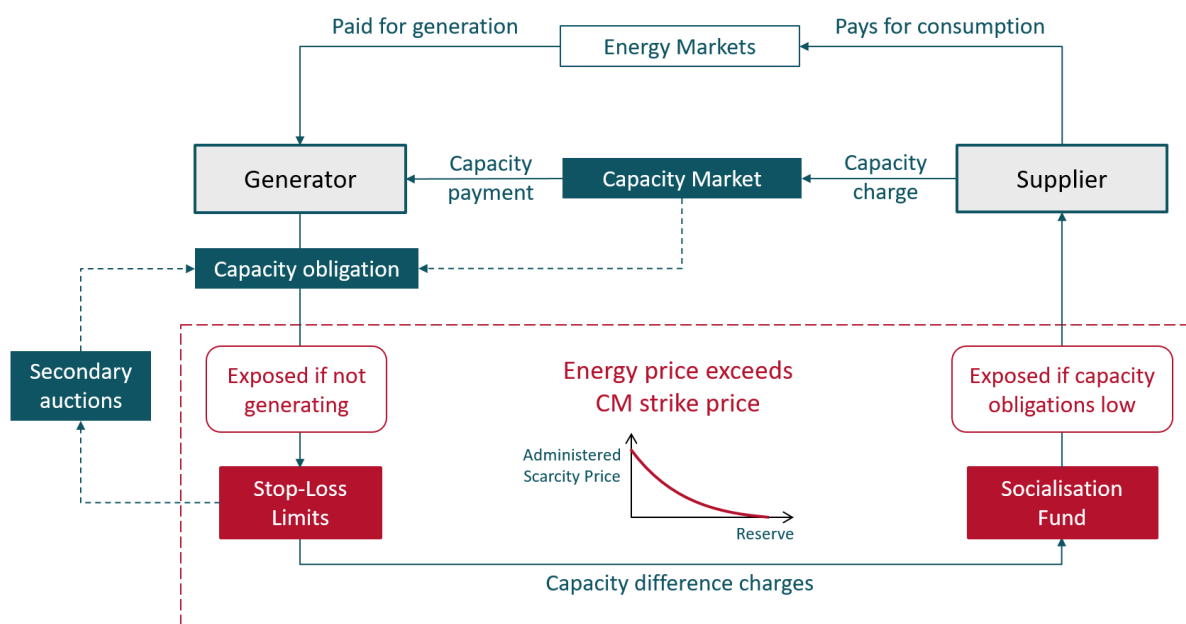 Paid for generation
Energy Markets
Pays for consumption
Generator
Capacity
payment
Capacity Market
Capacity
charge
Supplier
Capacity obligation
Secondary
auctions
Exposed if not
generating
Energy price exceeds
CM strike price
Exposed if capacity
obligations low
Administered
Scarcity Price
Reserve
Stop-Loss
Limits
Socialisation
Fund
Capacity difference charges